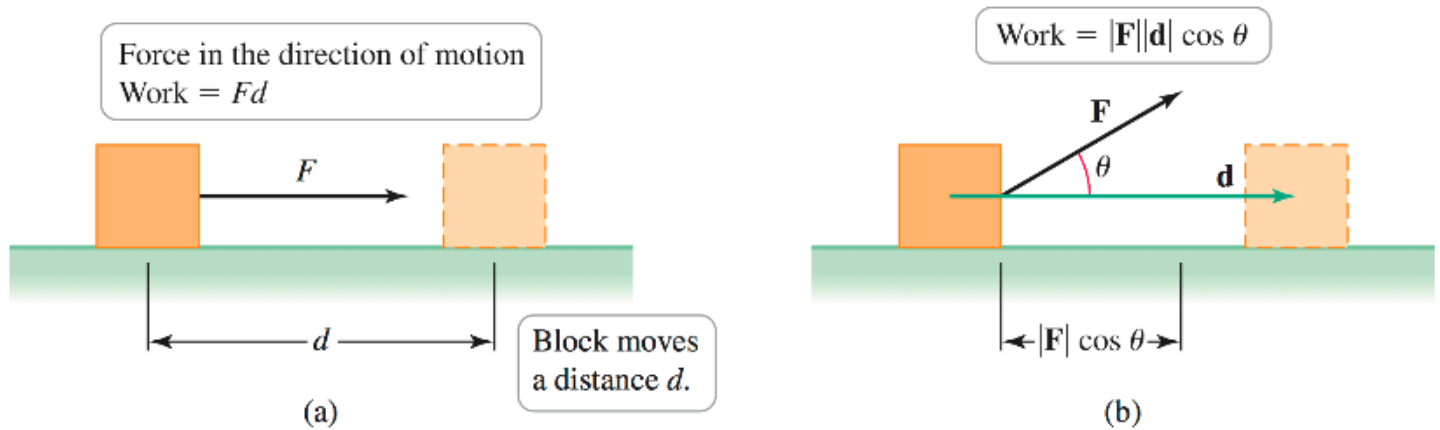 Force in the direction of motion
Work = Fd
F
d
Block moves
a distance d.
(a)
Work = |F||d| cos θ
F
θ
d
|F| cos θ
(b)